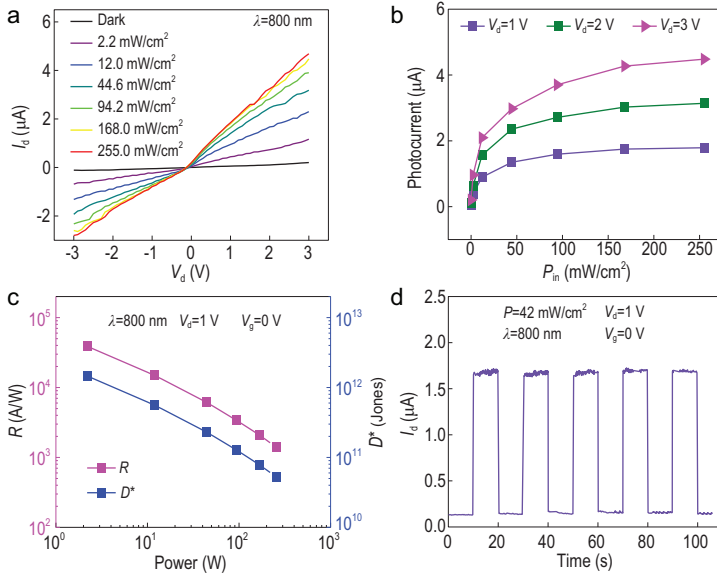 a
λ=800 nm
Dark
2.2 mW/cm²
12.0 mW/cm²
44.6 mW/cm²
94.2 mW/cm²
168.0 mW/cm²
255.0 mW/cm²
4
2
0
-2
I_d (μA)
-3 -2 -1 0 1 2 3
V_d (V)
b
V_d=1 V V_d=2 V V_d=3 V
4
2
0
Photocurrent (μA)
0 50 100 150 200 250
P_in (mW/cm²)
c
λ=800 nm V_d=1 V V_g=0 V
10⁵
10⁴
10³
10²
R (A/W)
10¹³
10¹²
10¹¹
10¹⁰
D* (Jones)
R
D*
10⁰ 10¹ 10² 10³
Power (W)
d
P=42 mW/cm² V_d=1 V
λ=800 nm V_g=0 V
2.5
2.0
1.5
1.0
0.5
0.0
I_d (μA)
0 20 40 60 80 100
Time (s)